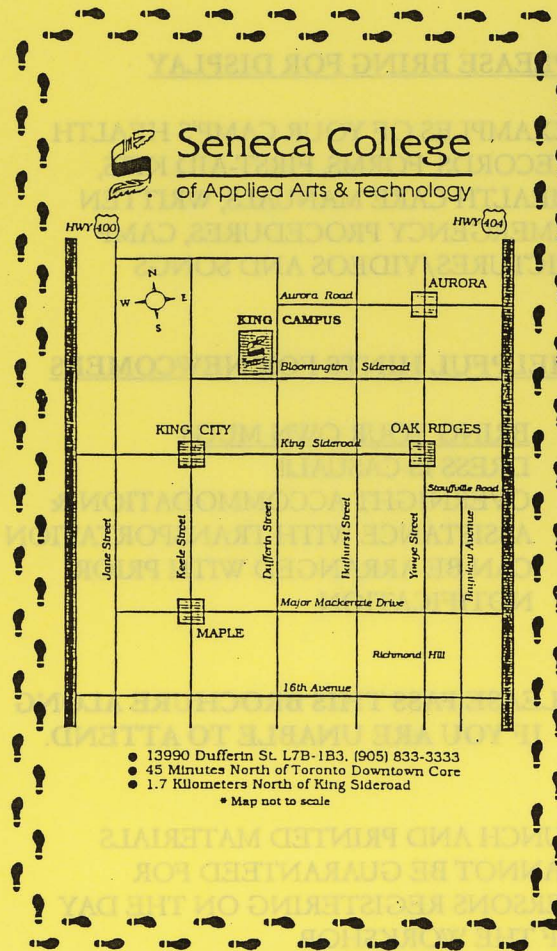 Seneca College
of Applied Arts & Technology
HWY 400
HWY 404
N
W E
S
AURORA
Aurora Road
KING CAMPUS
Bloomington Sideroad
KING CITY
OAK RIDGES
King Sideroad
Stouffville Road
Jane Street
Keele Street
Dufferin Street
Bathurst Street
Yonge Street
Bayview Avenue
Major Mackenzie Drive
MAPLE
Richmond Hill
16th Avenue
13990 Dufferin St. L7B-1B3. (905) 833-3333
45 Minutes North of Toronto Downtown Core
1.7 Kilometers North of King Sideroad
* Map not to scale